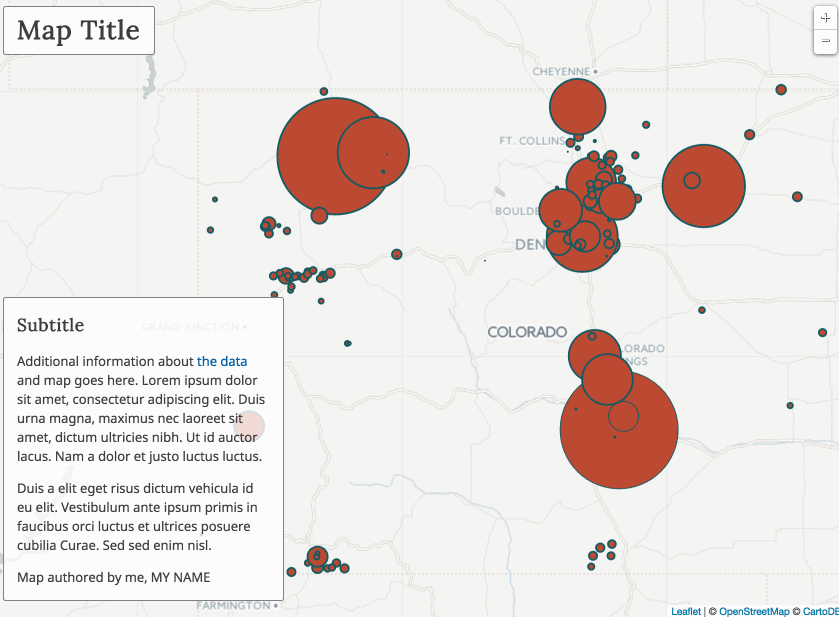 Map Title
+
−
CHEYENNE
FT. COLLINS
BOULDE
DEN
COLORADO
LORADO
NGS
GRAND JUNCTION
Subtitle
Additional information about the data
and map goes here. Lorem ipsum dolor
sit amet, consectetur adipiscing elit. Duis
urna magna, maximus nec laoreet sit
amet, dictum ultricies nibh. Ut id auctor
lacus. Nam a dolor et justo luctus luctus.
Duis a elit eget risus dictum vehicula id
eu elit. Vestibulum ante ipsum primis in
faucibus orci luctus et ultrices posuere
cubilia Curae. Sed sed enim nisl.
Map authored by me, MY NAME
FARMINGTON
Leaflet | © OpenStreetMap © CartoDB